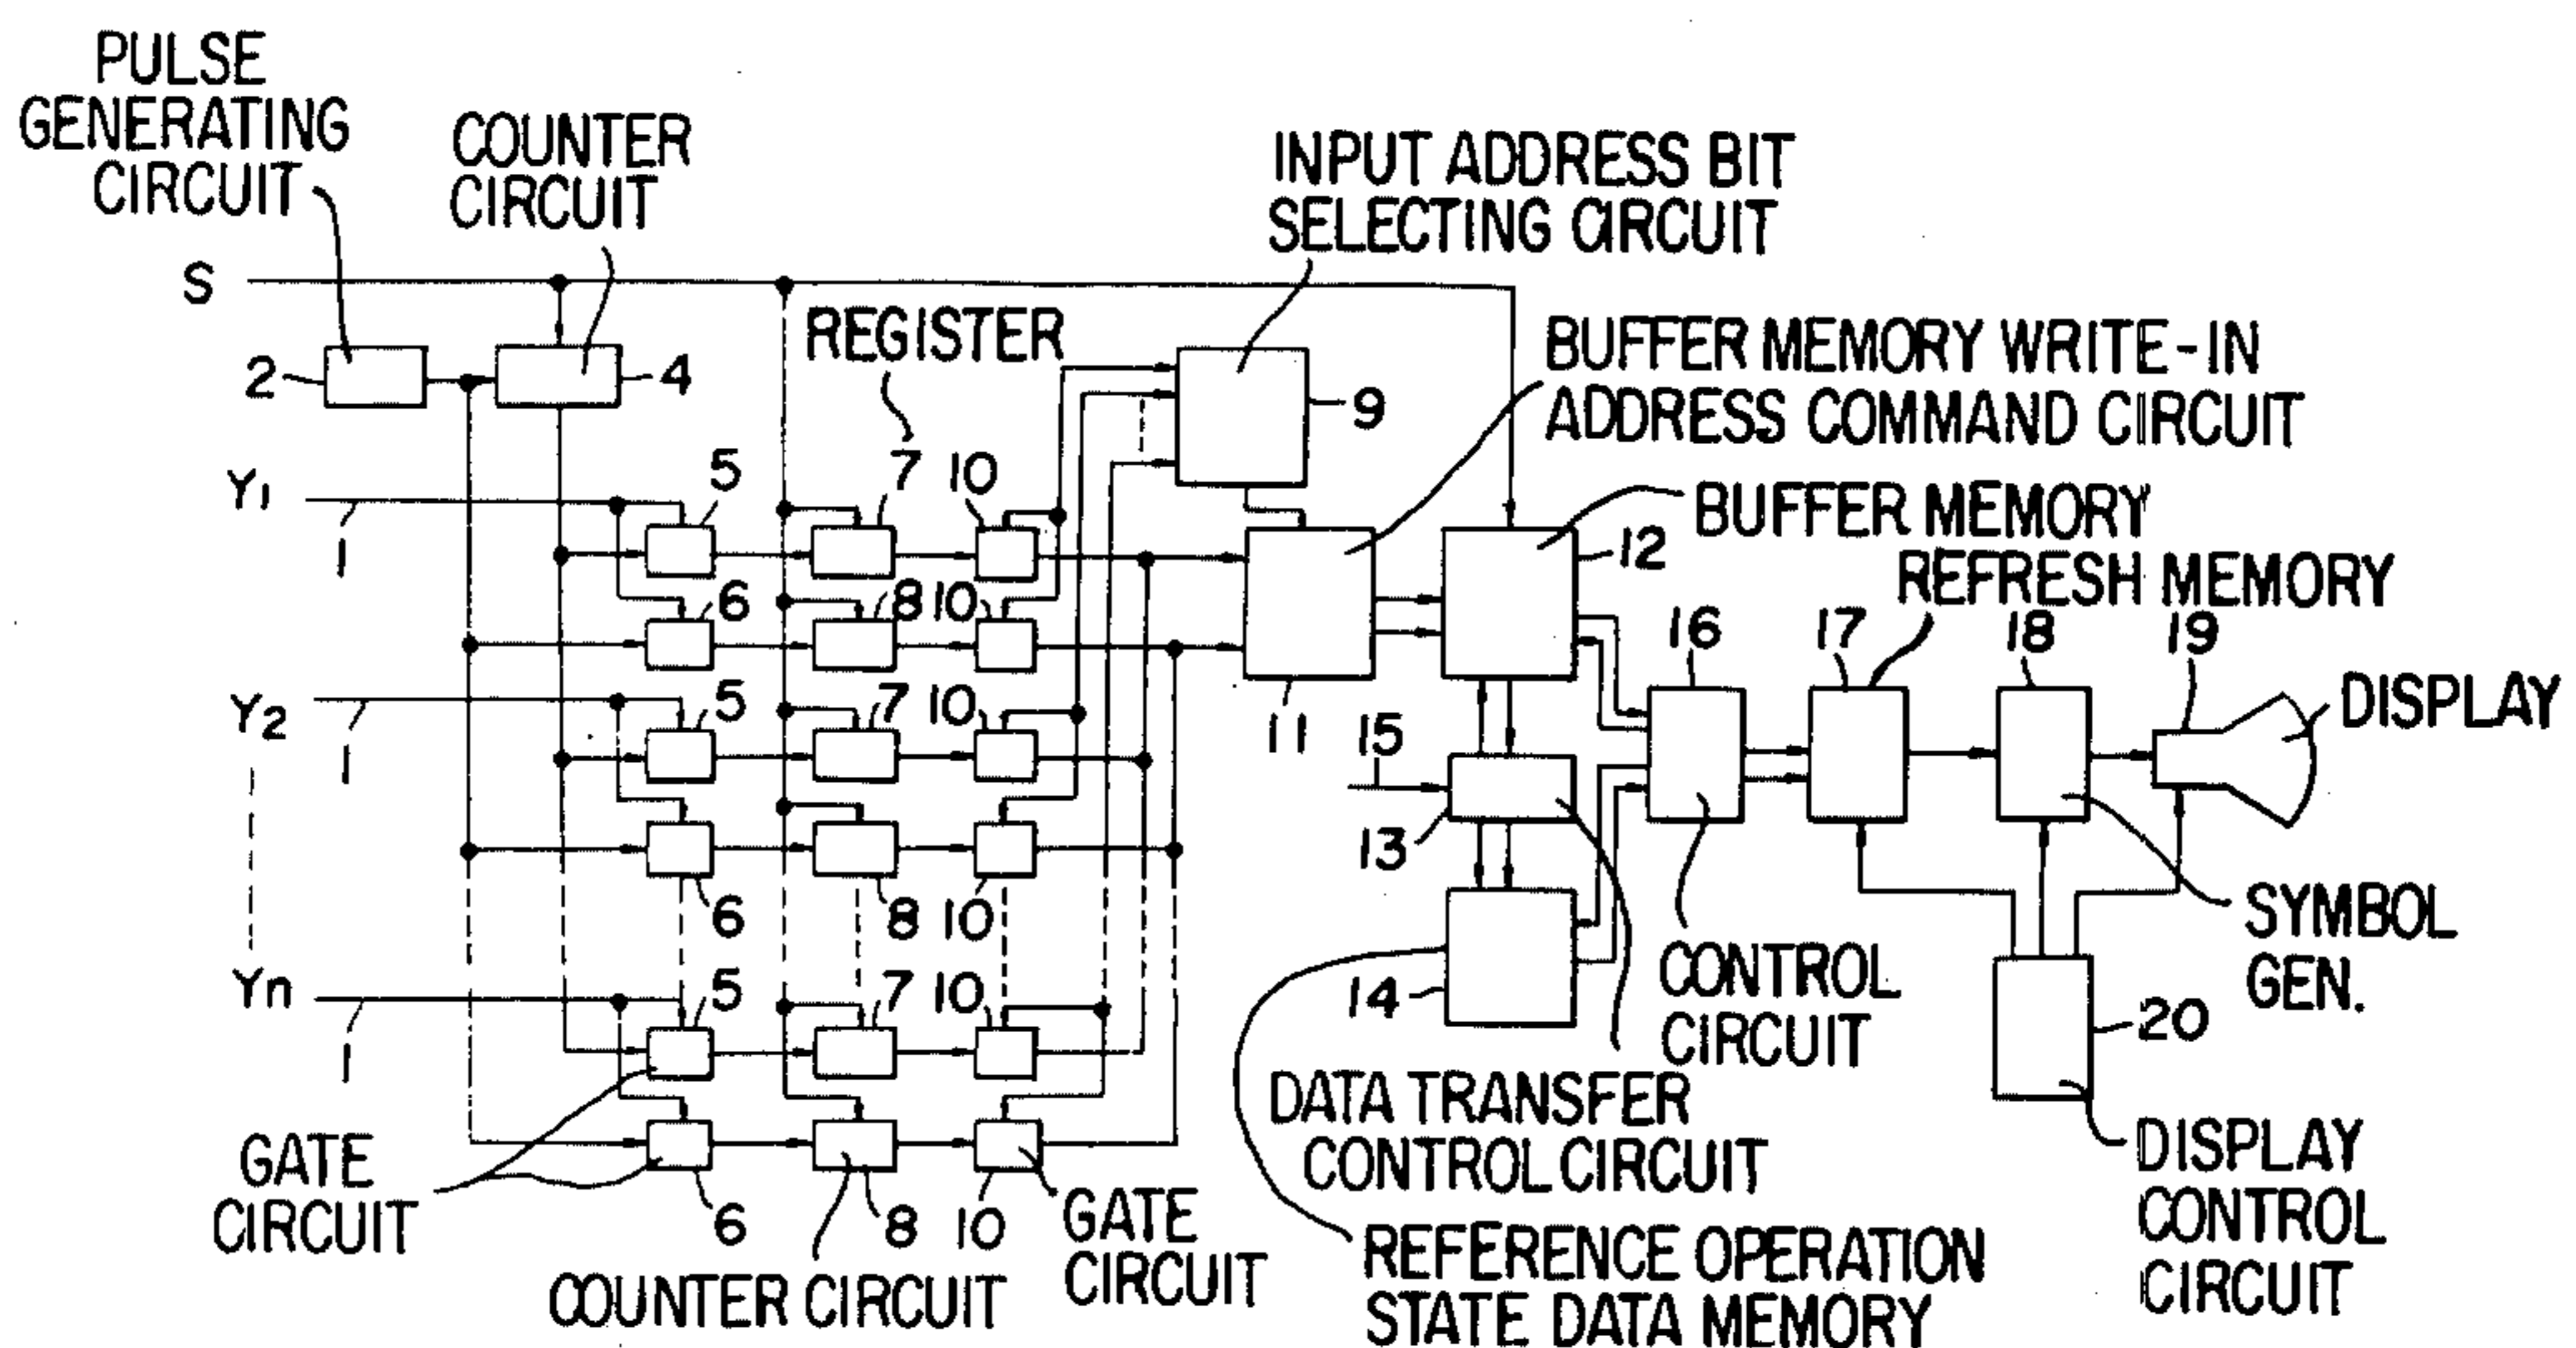 PULSE
GENERATING
CIRCUIT
COUNTER
CIRCUIT
INPUT ADDRESS BIT
SELECTING CIRCUIT
S
REGISTER
BUFFER MEMORY WRITE-IN
ADDRESS COMMAND CIRCUIT
2
4
9
Y1
1
5
7
10
BUFFER MEMORY
12
REFRESH MEMORY
6
8
10
16
17
18
19
Y2
1
5
7
10
11
15
DISPLAY
13
6
8
10
SYMBOL
GEN.
Yn
1
5
7
10
14
CONTROL
CIRCUIT
20
DATA TRANSFER
CONTROL CIRCUIT
GATE
CIRCUIT
6
8
10
GATE
CIRCUIT
DISPLAY
CONTROL
CIRCUIT
COUNTER CIRCUIT
REFERENCE OPERATION
STATE DATA MEMORY